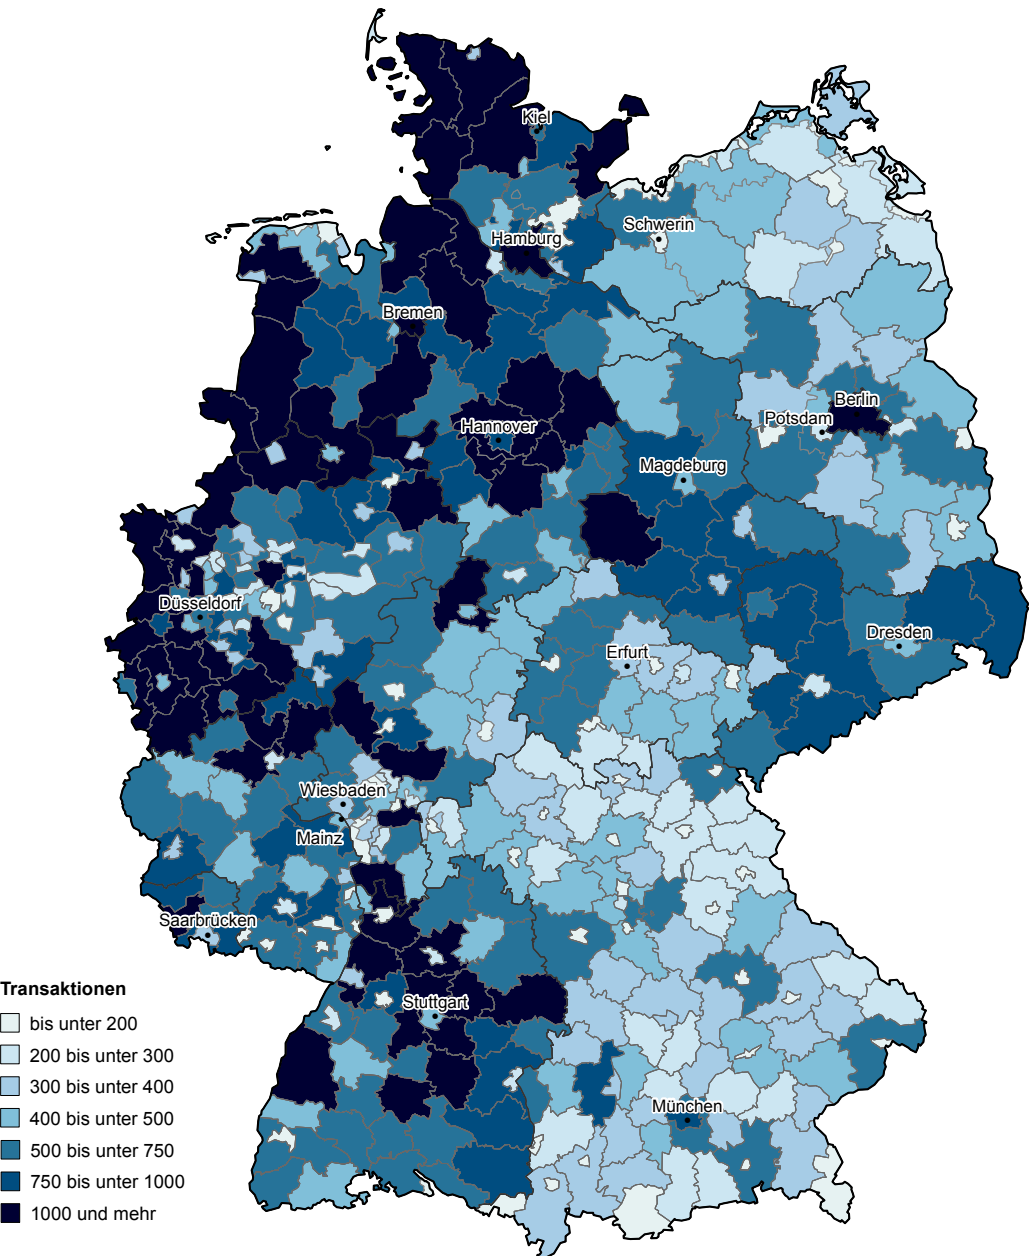 Kiel
Schwerin
Hamburg
Bremen
Berlin
Potsdam
Hannover
Magdeburg
Düsseldorf
Dresden
Erfurt
Wiesbaden
Mainz
Saarbrücken
Stuttgart
München
Transaktionen
bis unter 200
200 bis unter 300
300 bis unter 400
400 bis unter 500
500 bis unter 750
750 bis unter 1000
1000 und mehr